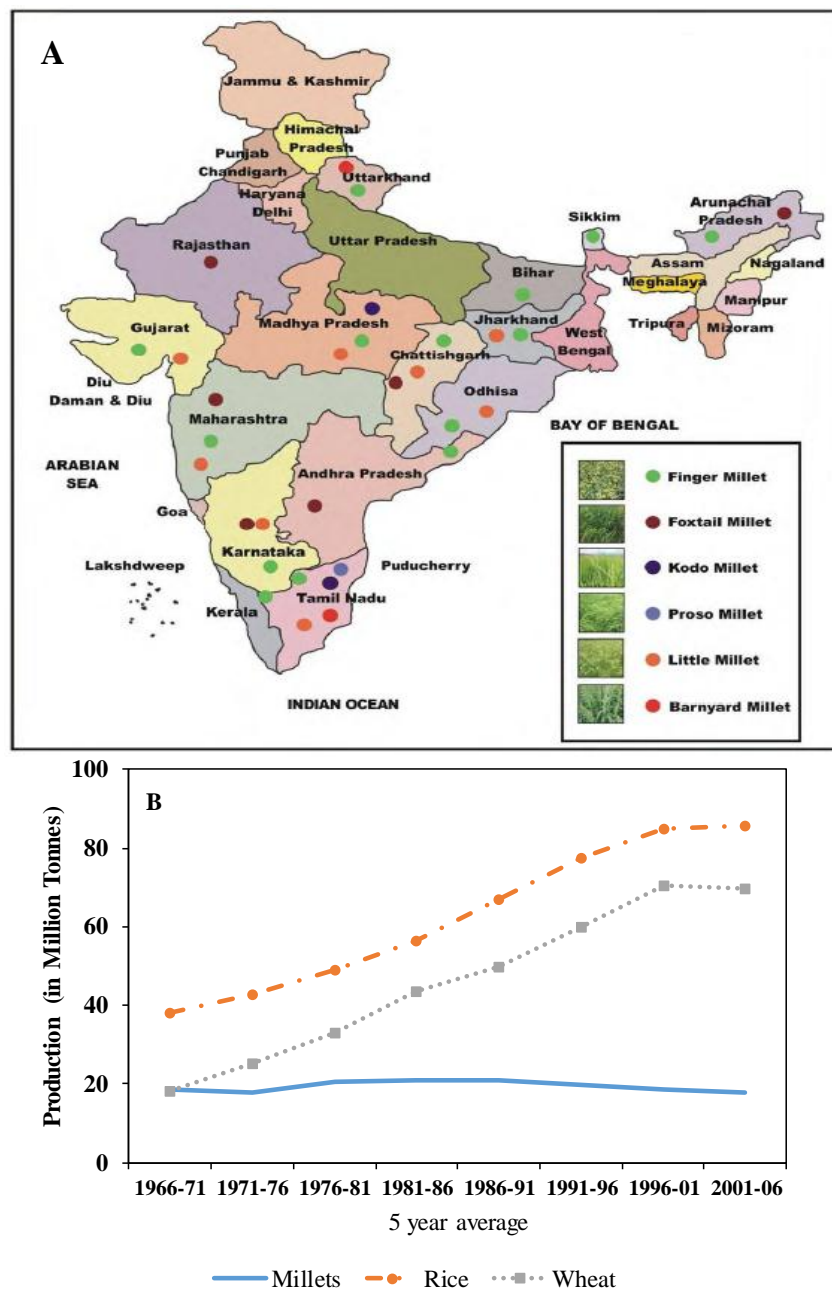 A
Jammu & Kashmir
Himachal
Pradesh
Punjab
Chandigarh
Uttarkhand
Haryana
Delhi
Arunachal
Pradesh
Sikkim
Rajasthan
Uttar Pradesh
Assam
Nagaland
Bihar
Meghalaya
Manipur
Gujarat
Madhya Pradesh
Jharkhand
West
Bengal
Tripura
Mizoram
Chattishgarh
Diu
Daman & Diu
Odhisa
Maharashtra
BAY OF BENGAL
ARABIAN
SEA
Andhra Pradesh
Finger Millet
Goa
Foxtail Millet
Karnataka
Lakshdweep
Puducherry
Kodo Millet
Tamil Nadu
Kerala
Proso Millet
Little Millet
INDIAN OCEAN
Barnyard Millet
B
Production (in Million Tonnes)
100
80
60
40
20
0
1966-71 1971-76 1976-81 1981-86 1986-91 1991-96 1996-01 2001-06
5 year average
Millets Rice Wheat